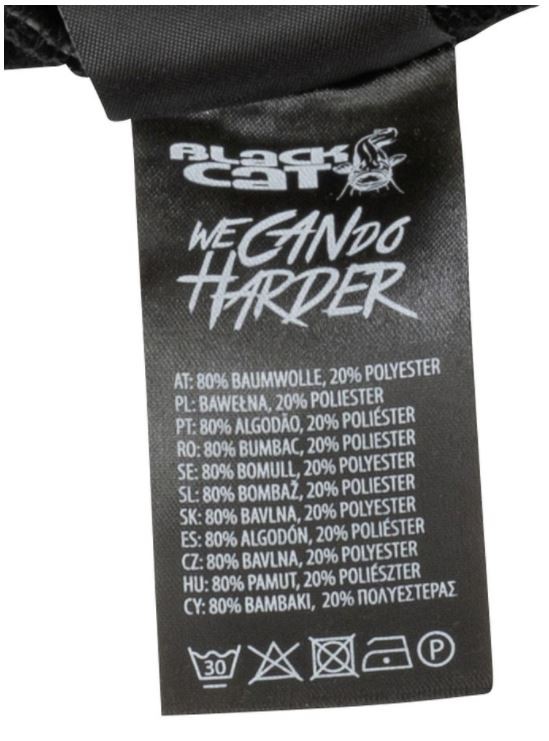 BLACK
CAT
WE CAN DO
HARDER
AT: 80% BAUMWOLLE, 20% POLYESTER
PL: BAWEŁNA, 20% POLIESTER
PT: 80% ALGODÃO, 20% POLIÉSTER
RO: 80% BUMBAC, 20% POLYESTER
SE: 80% BOMULL, 20% POLYESTER
SL: 80% BOMBAŽ, 20% POLIESTER
SK: 80% BAVLNA, 20% POLYESTER
ES: 80% ALGODÓN, 20% POLIÉSTER
CZ: 80% BAVLNA, 20% POLYESTER
HU: 80% PAMUT, 20% POLIÉSZTER
CY: 80% ΒΑΜΒΑΚΙ, 20% ΠΟΛΥΕΣΤΕΡΑΣ
30 P